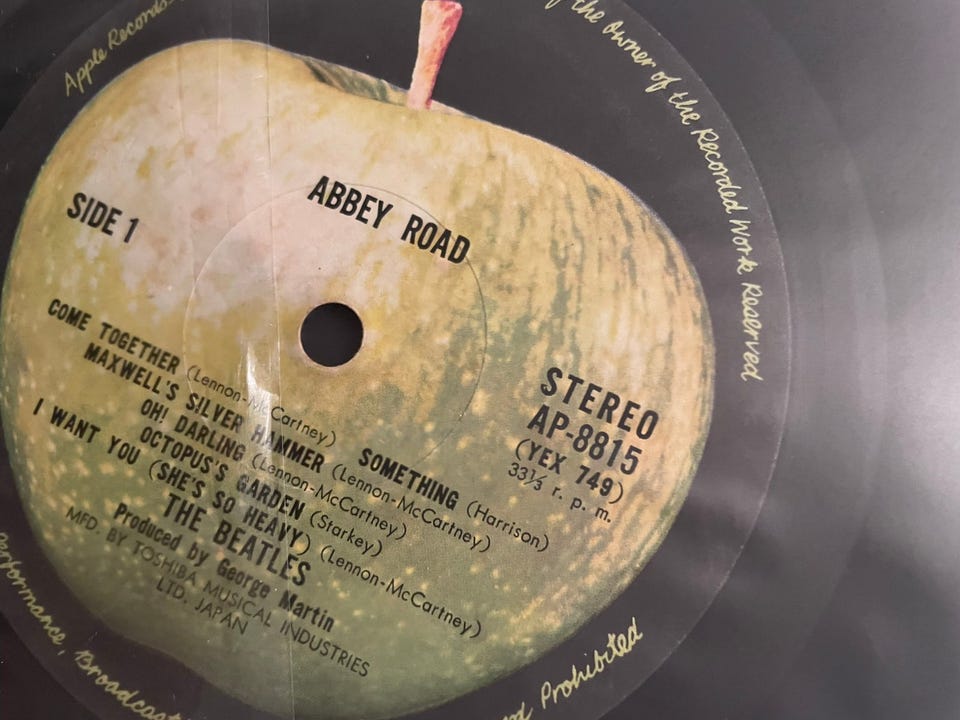 Apple Records
of the owner of the Recorded Work Reserved
ABBEY ROAD
SIDE 1
STEREO
AP-8815
(YEX 749)
33⅓ r. p. m.
COME TOGETHER (Lennon-McCartney) SOMETHING (Harrison)
MAXWELL'S SILVER HAMMER (Lennon-McCartney)
OH! DARLING (Lennon-McCartney)
OCTOPUS'S GARDEN (Starkey)
I WANT YOU (SHE'S SO HEAVY) (Lennon-McCartney)
THE BEATLES
Produced by George Martin
MFD. BY TOSHIBA MUSICAL INDUSTRIES
LTD. JAPAN
Performance, Broadcast
Prohibited